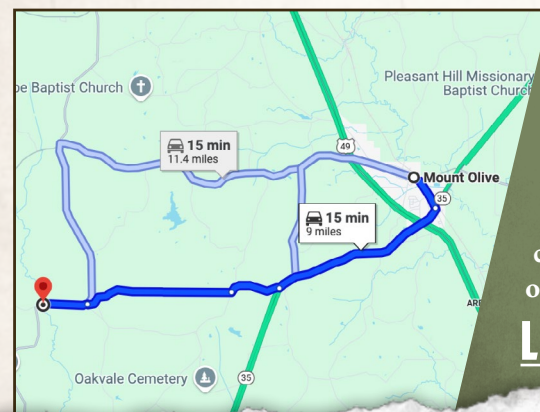 pe Baptist Church
Pleasant Hill Missionary
Baptist Church
15 min
11.4 miles
49
Mount Olive
35
15 min
9 miles
Oakvale Cemetery
35